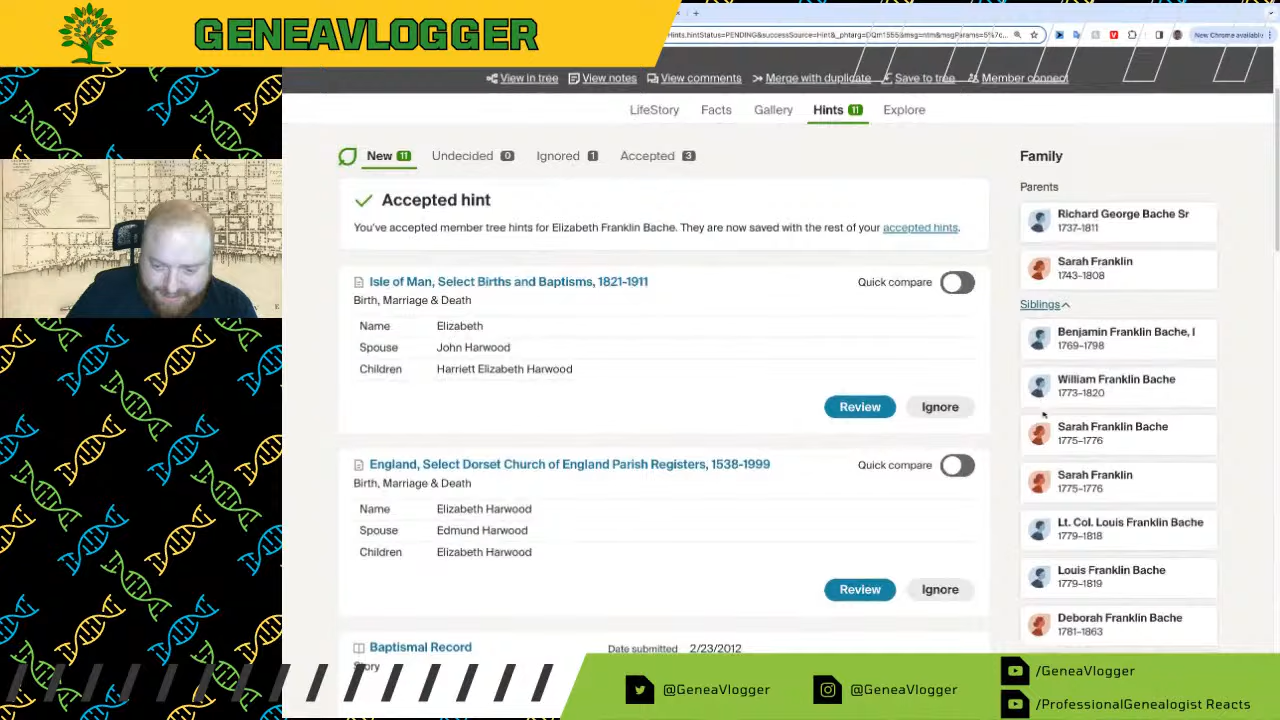 GENEAVLOGGER
New Chrome available
View in tree View notes View comments Merge with duplicate Save to tree Member connect
LifeStory Facts Gallery Hints 11 Explore
New 11 Undecided 0 Ignored 1 Accepted 3
Accepted hint
You've accepted member tree hints for Elizabeth Franklin Bache. They are now saved with the rest of your accepted hints.
Isle of Man, Select Births and Baptisms, 1821-1911
Quick compare
Birth, Marriage & Death
Name Elizabeth
Spouse John Harwood
Children Harriett Elizabeth Harwood
Review Ignore
England, Select Dorset Church of England Parish Registers, 1538-1999
Quick compare
Birth, Marriage & Death
Name Elizabeth Harwood
Spouse Edmund Harwood
Children Elizabeth Harwood
Review Ignore
Baptismal Record
Date submitted 2/23/2012
Story
Family
Parents
Richard George Bache Sr
1737-1811
Sarah Franklin
1743-1808
Siblings
Benjamin Franklin Bache, I
1769-1798
William Franklin Bache
1773-1820
Sarah Franklin Bache
1775-1776
Sarah Franklin
1775-1776
Lt. Col. Louis Franklin Bache
1779-1818
Louis Franklin Bache
1779-1819
Deborah Franklin Bache
1781-1863
@GeneaVlogger
@GeneaVlogger
/GeneaVlogger
/ProfessionalGenealogist Reacts